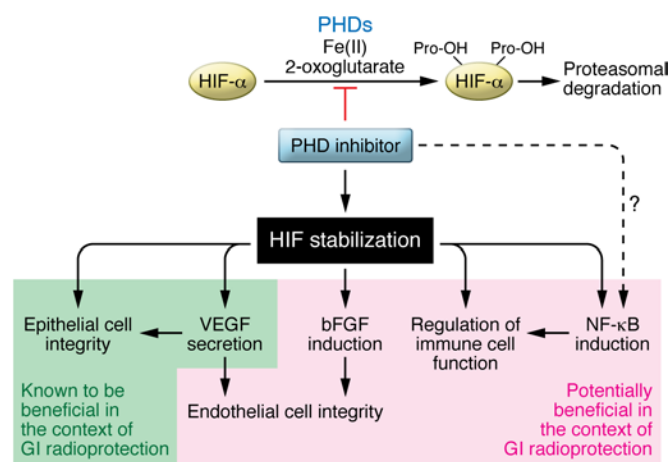 PHDs
Fe(II)
2-oxoglutarate
HIF-α
Pro-OH Pro-OH
HIF-α
Proteasomal
degradation
PHD inhibitor
?
HIF stabilization
Epithelial cell
integrity
VEGF
secretion
bFGF
induction
Regulation of
immune cell
function
NF-κB
induction
Endothelial cell integrity
Known to be
beneficial in
the context of
GI radioprotection
Potentially
beneficial in
the context of
GI radioprotection